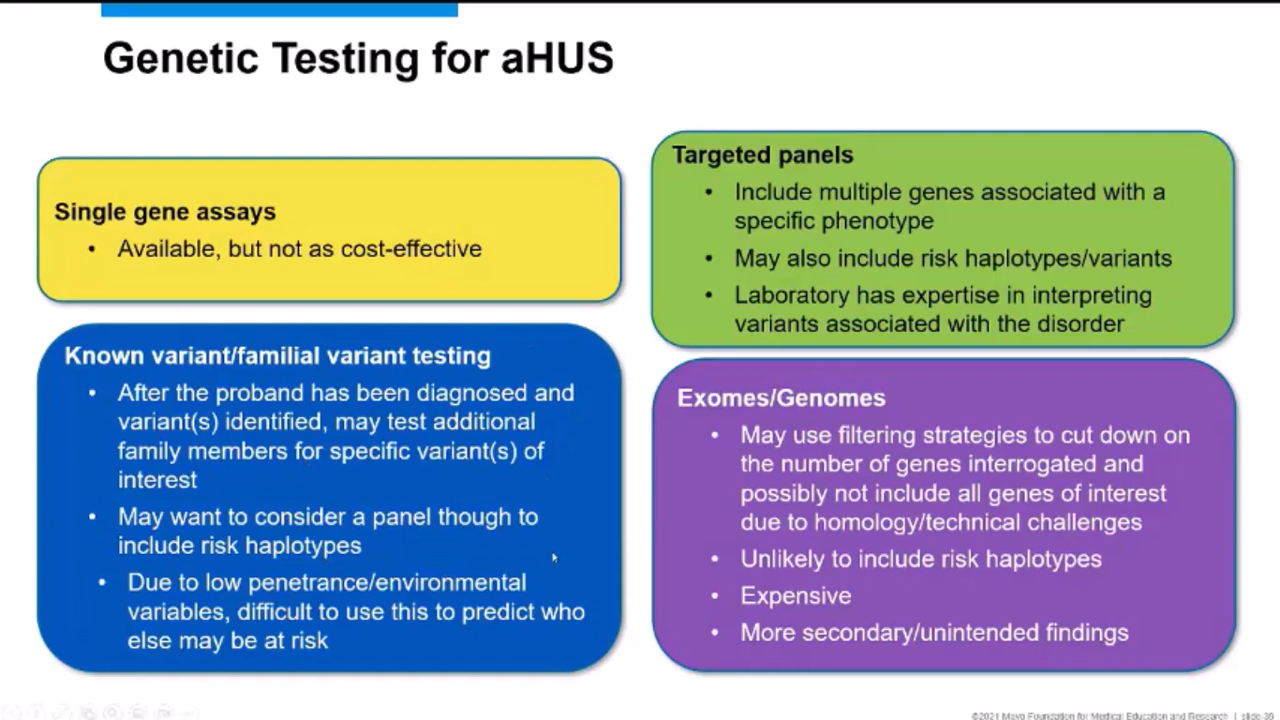 Genetic Testing for aHUS
Single gene assays
• Available, but not as cost-effective
Known variant/familial variant testing
• After the proband has been diagnosed and
variant(s) identified, may test additional
family members for specific variant(s) of
interest
• May want to consider a panel though to
include risk haplotypes
• Due to low penetrance/environmental
variables, difficult to use this to predict who
else may be at risk
Targeted panels
• Include multiple genes associated with a
specific phenotype
• May also include risk haplotypes/variants
• Laboratory has expertise in interpreting
variants associated with the disorder
Exomes/Genomes
• May use filtering strategies to cut down on
the number of genes interrogated and
possibly not include all genes of interest
due to homology/technical challenges
• Unlikely to include risk haplotypes
• Expensive
• More secondary/unintended findings
©2021 Mayo Foundation for Medical Education and Research | slide-